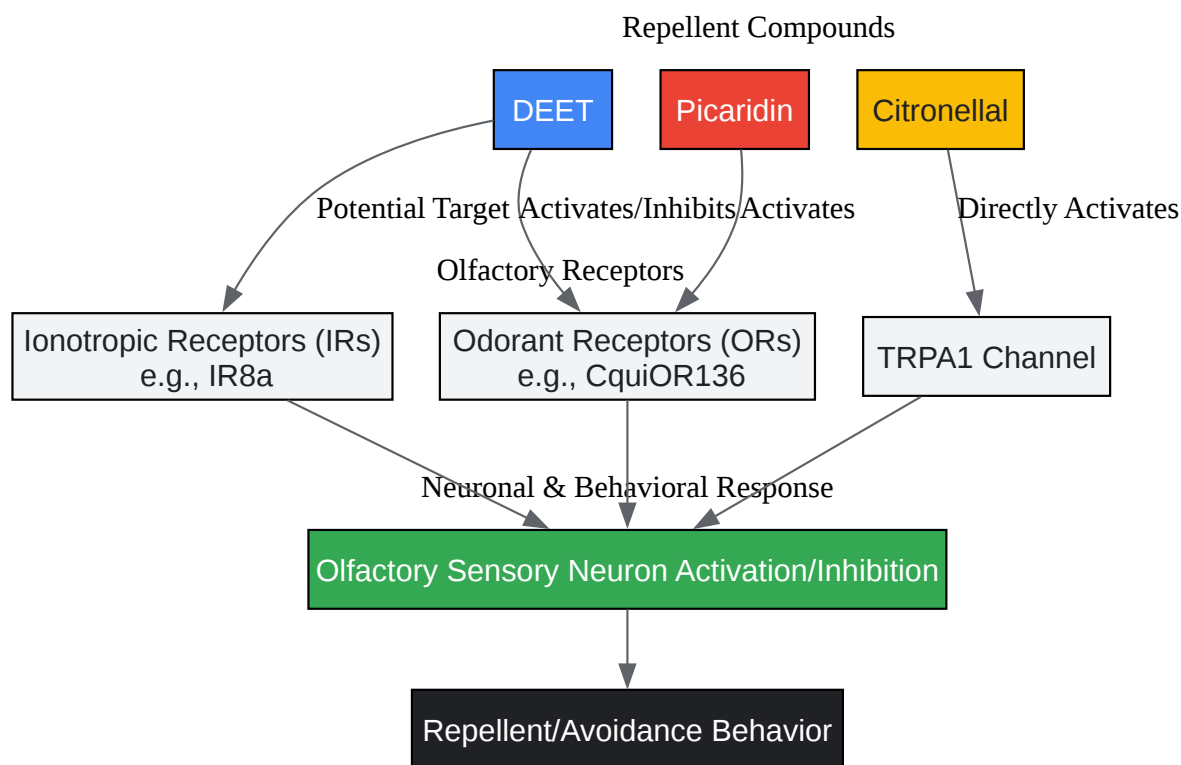 Repellent Compounds
DEET
Picaridin
Citronellal
Potential Target
Activates/Inhibits
Activates
Directly Activates
Olfactory Receptors
Ionotropic Receptors (IRs)
e.g., IR8a
Odorant Receptors (ORs)
e.g., CquiOR136
TRPA1 Channel
Neuronal & Behavioral Response
Olfactory Sensory Neuron Activation/Inhibition
Repellent/Avoidance Behavior